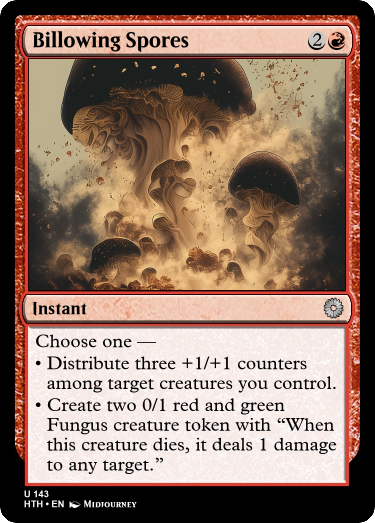 Billowing Spores 2
Instant
Choose one —
• Distribute three +1/+1 counters
among target creatures you control.
• Create two 0/1 red and green
Fungus creature token with “When
this creature dies, it deals 1 damage
to any target.”
U 143
HTH • EN Midjourney